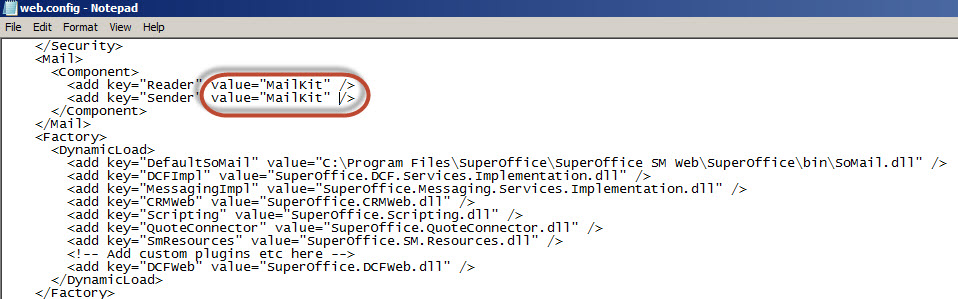 web.config - Notepad
File Edit Format View Help
</Security>
<Mail>
<Component>
<add key="Reader" value="MailKit" />
<add key="Sender" value="MailKit" />
</Component>
</Mail>
<Factory>
<DynamicLoad>
<add key="DefaultSoMail" value="C:\Program Files\SuperOffice\SuperOffice SM Web\SuperOffice\bin\SoMail.dll" />
<add key="DCFImpl" value="SuperOffice.DCF.Services.Implementation.dll" />
<add key="MessagingImpl" value="SuperOffice.Messaging.Services.Implementation.dll" />
<add key="CRMWeb" value="SuperOffice.CRMWeb.dll" />
<add key="Scripting" value="SuperOffice.Scripting.dll" />
<add key="QuoteConnector" value="SuperOffice.QuoteConnector.dll" />
<add key="SmResources" value="SuperOffice.SM.Resources.dll" />
<!-- Add custom plugins etc here -->
<add key="DCFWeb" value="SuperOffice.DCFWeb.dll" />
</DynamicLoad>
</Factory>